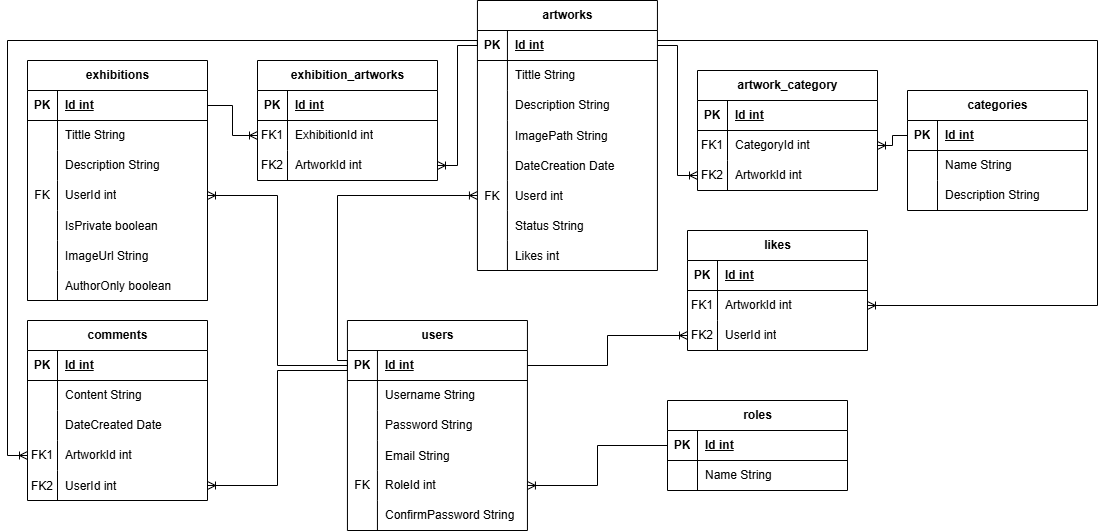 artworks
PK Id int
Tittle String
Description String
ImagePath String
DateCreation Date
FK Userd int
Status String
Likes int
exhibitions
PK Id int
Tittle String
Description String
FK UserId int
IsPrivate boolean
ImageUrl String
AuthorOnly boolean
exhibition_artworks
PK Id int
FK1 ExhibitionId int
FK2 ArtworkId int
artwork_category
PK Id int
FK1 CategoryId int
FK2 ArtworkId int
categories
PK Id int
Name String
Description String
likes
PK Id int
FK1 ArtworkId int
FK2 UserId int
comments
PK Id int
Content String
DateCreated Date
FK1 ArtworkId int
FK2 UserId int
users
PK Id int
Username String
Password String
Email String
FK RoleId int
ConfirmPassword String
roles
PK Id int
Name String